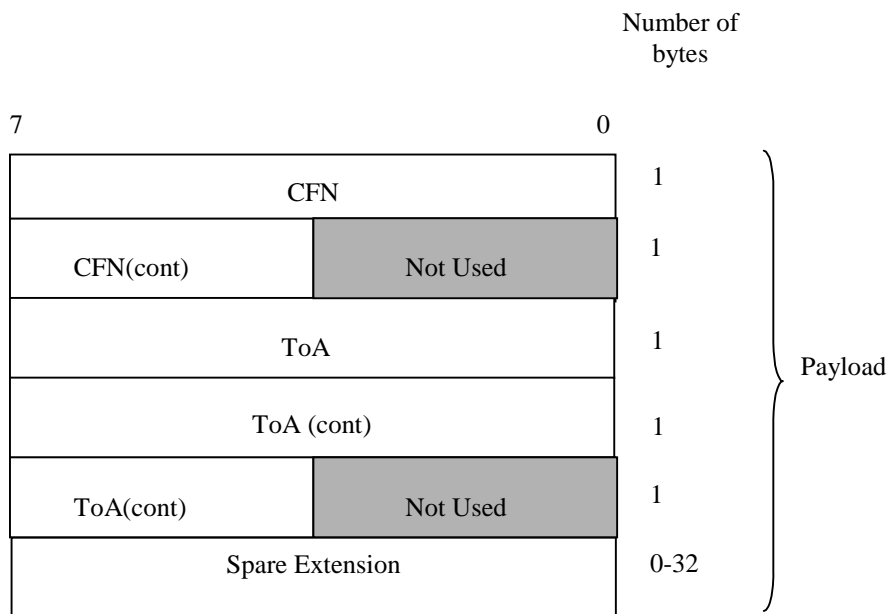 Number of
bytes
7 0
CFN 1
CFN(cont) Not Used 1
ToA 1
Payload
ToA (cont) 1
ToA(cont) Not Used 1
Spare Extension 0-32